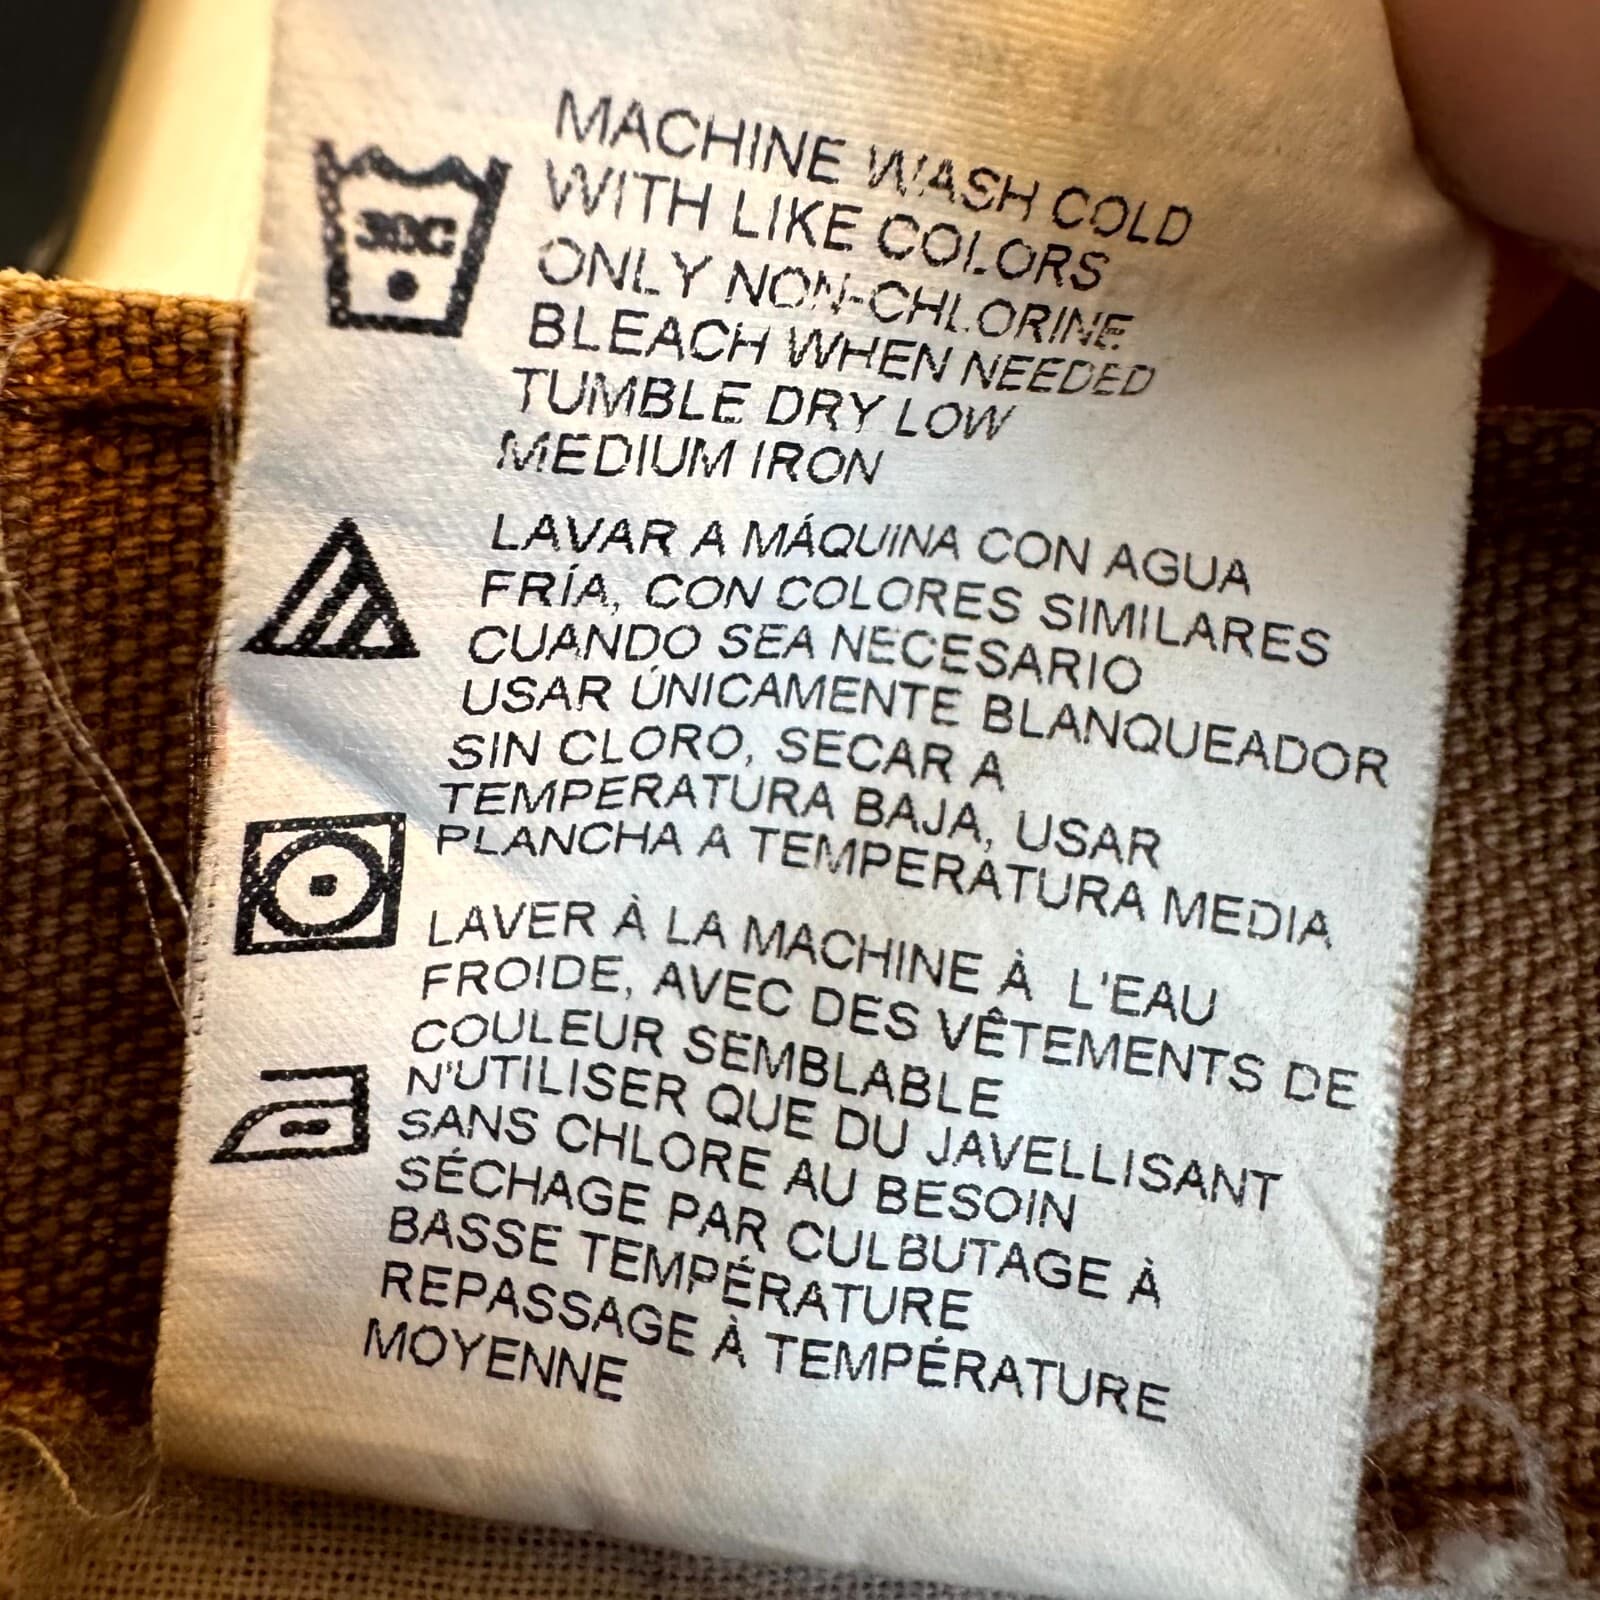 30C
MACHINE WASH COLD
WITH LIKE COLORS
ONLY NON-CHLORINE
BLEACH WHEN NEEDED
TUMBLE DRY LOW
MEDIUM IRON
LAVAR A MÁQUINA CON AGUA
FRÍA, CON COLORES SIMILARES
CUANDO SEA NECESARIO
USAR ÚNICAMENTE BLANQUEADOR
SIN CLORO, SECAR A
TEMPERATURA BAJA, USAR
PLANCHA A TEMPERATURA MEDIA
LAVER À LA MACHINE À L'EAU
FROIDE, AVEC DES VÊTEMENTS DE
COULEUR SEMBLABLE
N'UTILISER QUE DU JAVELLISANT
SANS CHLORE AU BESOIN
SÉCHAGE PAR CULBUTAGE À
BASSE TEMPÉRATURE
REPASSAGE À TEMPÉRATURE
MOYENNE